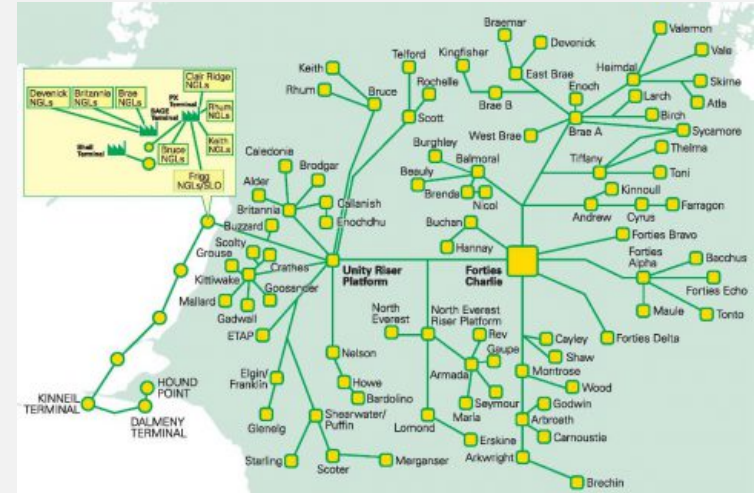 Clair Ridge
NGLs
Devenick
NGLs
Britannia
NGLs
Brae
NGLs
PX
Terminal
SAGE
Terminal
Rhum
NGLs
Shell
Terminal
Bruce
NGLs
Keith
NGLs
Frigg
NGLs/SLO
Keith
Rhum
Bruce
Telford
Rochelle
Scott
Kingfisher
Braemar
Devenick
East Brae
Brae B
West Brae
Enoch
Brae A
Heimdal
Valemon
Vale
Skirne
Atla
Larch
Birch
Sycamore
Thelma
Tiffany
Toni
Burghley
Balmoral
Beauly
Brenda
Nicol
Kinnoull
Andrew
Cyrus
Farragon
Caledonia
Brodgar
Alder
Callanish
Britannia
Enochdhu
Buzzard
Buchan
Hannay
Forties Bravo
Forties
Alpha
Bacchus
Forties Echo
Maule
Tonto
Forties Delta
Scolty
Grouse
Crathes
Kittiwake
Goosander
Mallard
Gadwall
ETAP
Unity Riser
Platform
Forties
Charlie
North
Everest
North Everest
Riser Platform
Rev
Gaupe
Armada
Seymour
Maria
Cayley
Shaw
Montrose
Wood
Godwin
Arbroath
Carnoustie
Arkwright
Brechin
Nelson
Howe
Bardolino
Elgin/
Franklin
Glenelg
Shearwater/
Puffin
Sterling
Scoter
Merganser
Lomond
Erskine
KINNEIL
TERMINAL
HOUND
POINT
DALMENY
TERMINAL